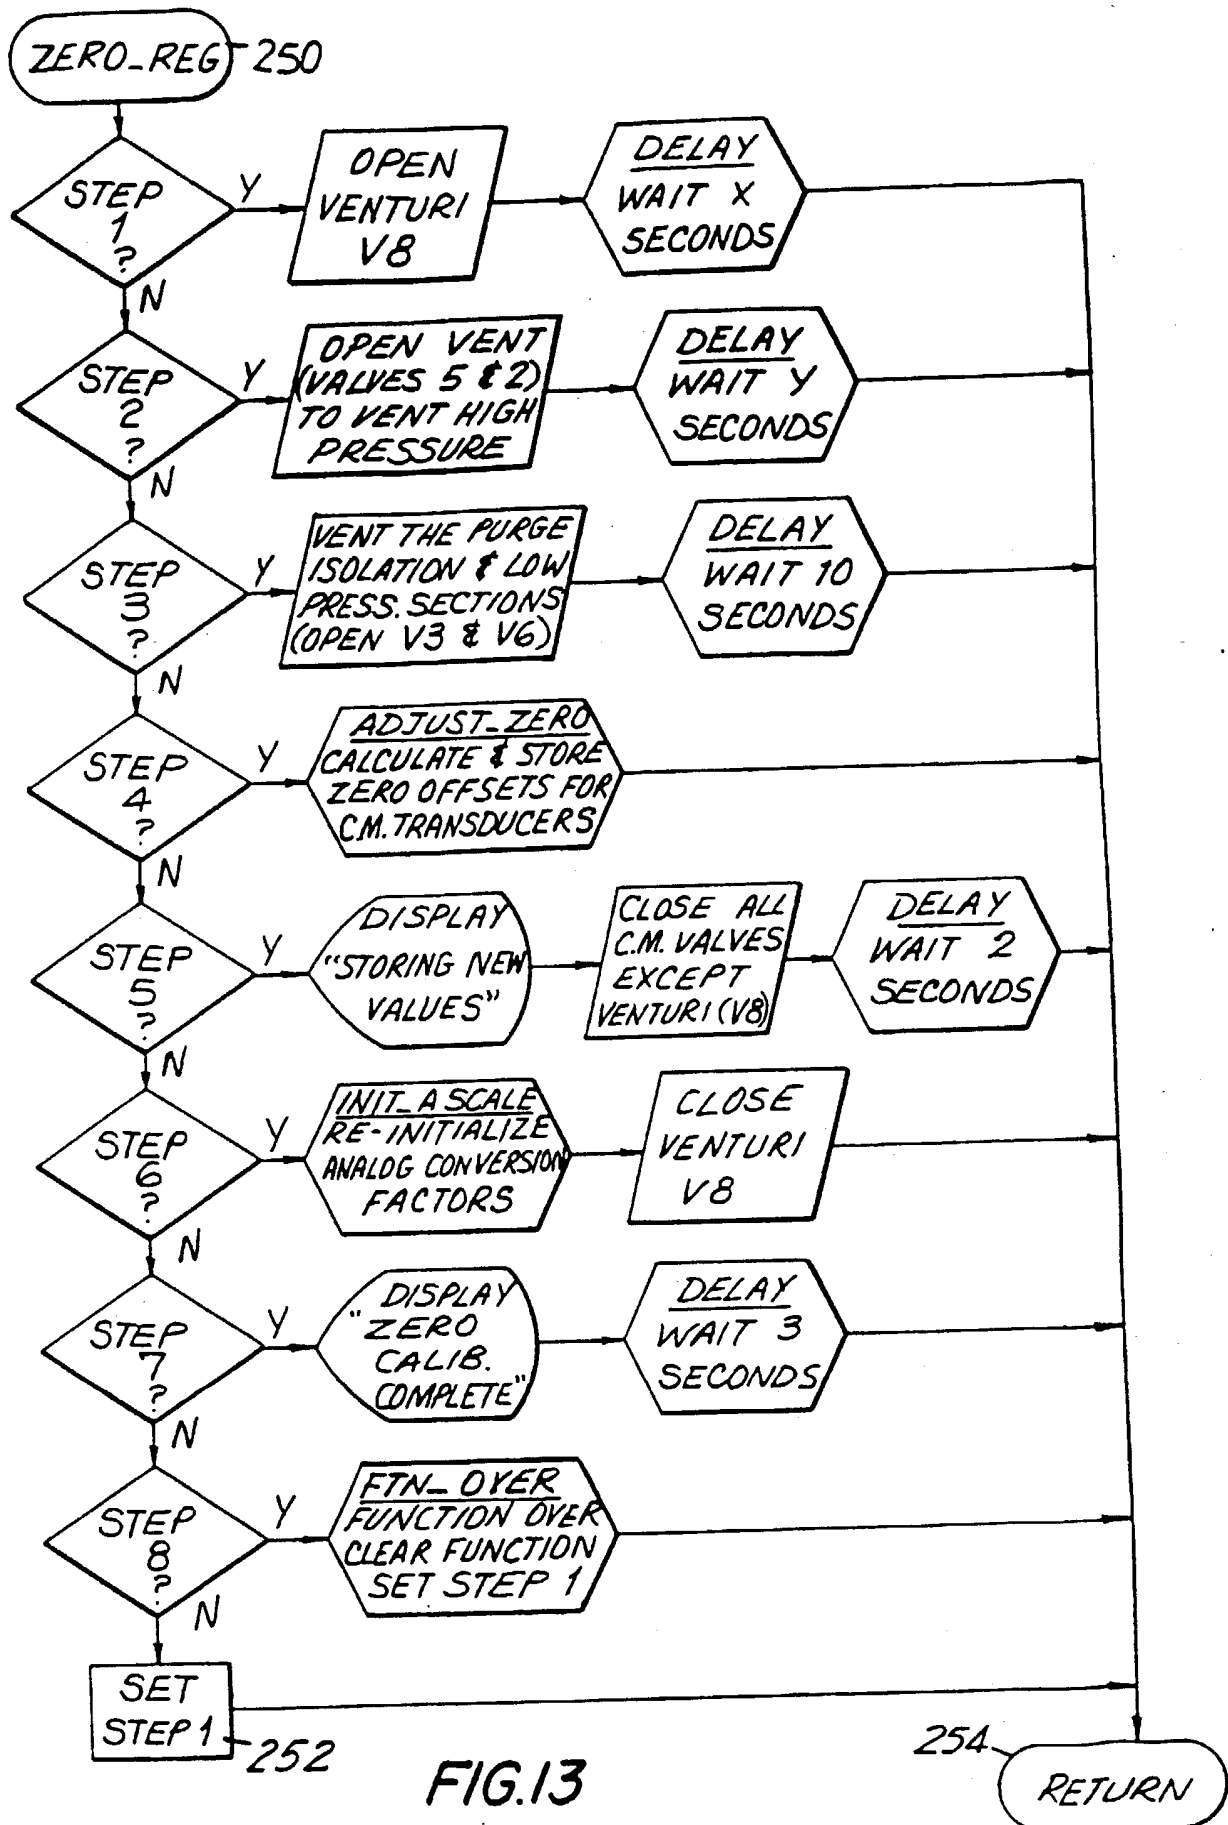 ZERO_REG 250
STEP
1
?
Y
N
OPEN
VENTURI
V8
DELAY
WAIT X
SECONDS
STEP
2
?
Y
N
OPEN VENT
(VALVES 5 & 2)
TO VENT HIGH
PRESSURE
DELAY
WAIT Y
SECONDS
STEP
3
?
Y
N
VENT THE PURGE
ISOLATION & LOW
PRESS. SECTIONS
(OPEN V3 & V6)
DELAY
WAIT 10
SECONDS
STEP
4
?
Y
N
ADJUST_ZERO
CALCULATE & STORE
ZERO OFFSETS FOR
C.M. TRANSDUCERS
STEP
5
?
Y
N
DISPLAY
"STORING NEW
VALUES"
CLOSE ALL
C.M. VALVES
EXCEPT
VENTURI (V8)
DELAY
WAIT 2
SECONDS
STEP
6
?
Y
N
INIT_A SCALE
RE-INITIALIZE
ANALOG CONVERSION
FACTORS
CLOSE
VENTURI
V8
STEP
7
?
Y
N
DISPLAY
"ZERO
CALIB.
COMPLETE"
DELAY
WAIT 3
SECONDS
STEP
8
?
Y
N
FTN_OVER
FUNCTION OVER
CLEAR FUNCTION
SET STEP 1
SET
STEP 1
252
254
RETURN
FIG.13